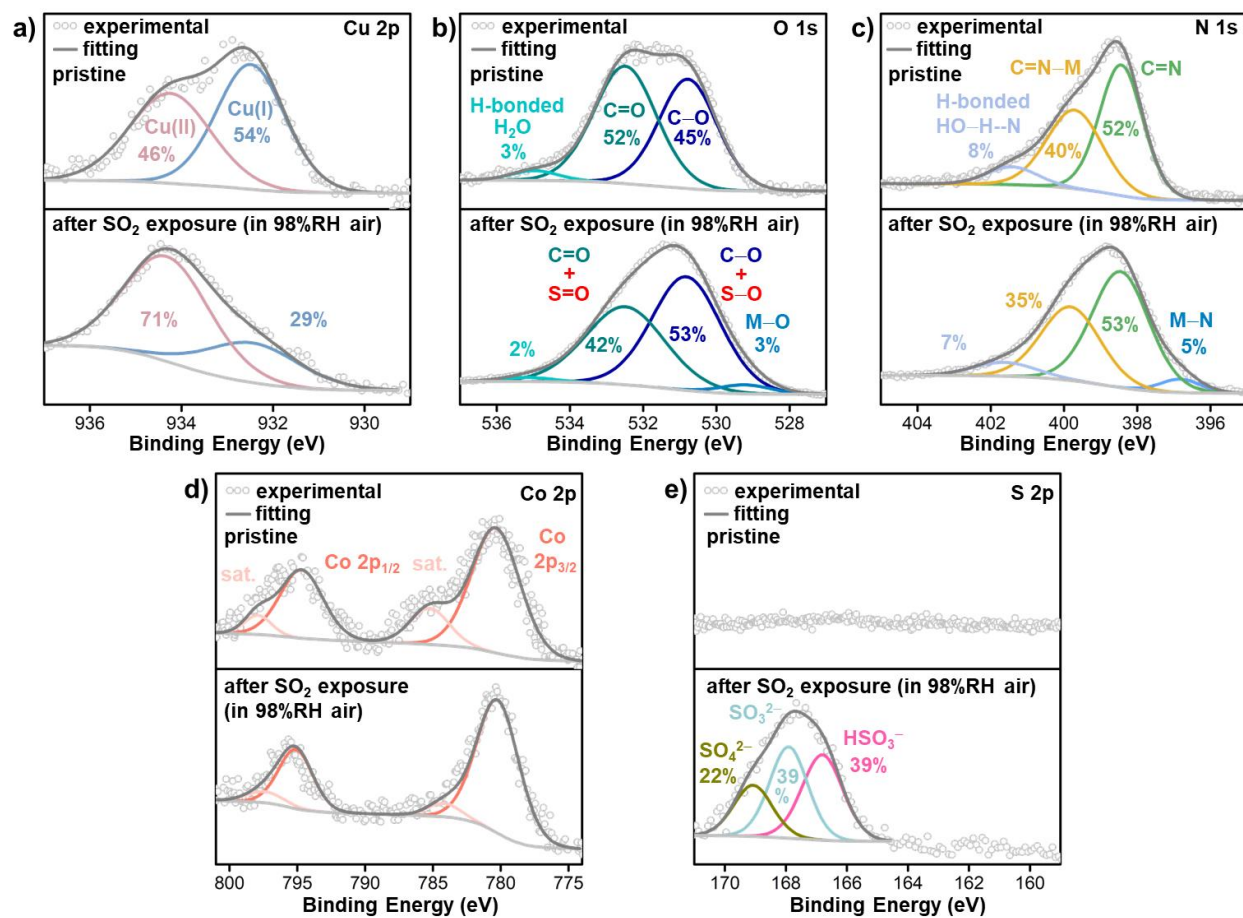 a)
experimental
fitting
pristine
Cu 2p
Cu(II)
46%
Cu(I)
54%
after SO₂ exposure (in 98%RH air)
71%
29%
936 934 932 930
Binding Energy (eV)
b)
experimental
fitting
pristine
O 1s
H-bonded
H₂O
3%
C=O
52%
C–O
45%
after SO₂ exposure (in 98%RH air)
C=O
+
S=O
C–O
+
S–O
M–O
3%
2%
42%
53%
536 534 532 530 528
Binding Energy (eV)
c)
experimental
fitting
pristine
N 1s
C=N–M
C=N
H-bonded
HO–H--N
8%
40%
52%
after SO₂ exposure (in 98%RH air)
35%
7%
53%
M–N
5%
404 402 400 398 396
Binding Energy (eV)
d)
experimental
fitting
pristine
Co 2p
sat.
Co 2p₁/₂
sat.
Co
2p₃/₂
after SO₂ exposure
(in 98%RH air)
800 795 790 785 780 775
Binding Energy (eV)
e)
experimental
fitting
pristine
S 2p
after SO₂ exposure (in 98%RH air)
SO₃²⁻
SO₄²⁻
22%
39
%
HSO₃⁻
39%
170 168 166 164 162 160
Binding Energy (eV)